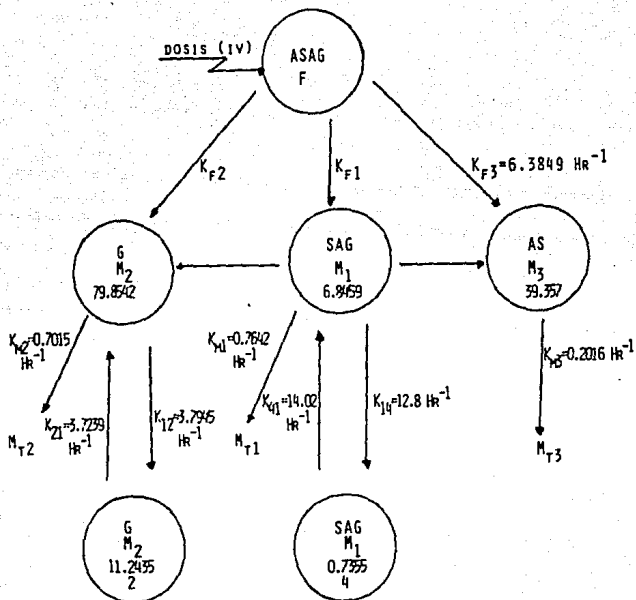 DOSIS (IV)
ASAG
F
K_F2
K_F1
K_F3=6.3849 HR^-1
G
M_2
79.8542
SAG
M_1
6.8459
AS
M_3
39.357
K_M2=0.7015
HR^-1
K_M1=0.7642
HR^-1
K_M3=0.2016 HR^-1
K_21=3.7239
HR^-1
K_12=3.7945
HR^-1
K_41=14.02
HR^-1
K_14=12.8 HR^-1
M_T2
M_T1
M_T3
G
M_2
11.2435
2
SAG
M_1
0.7355
4